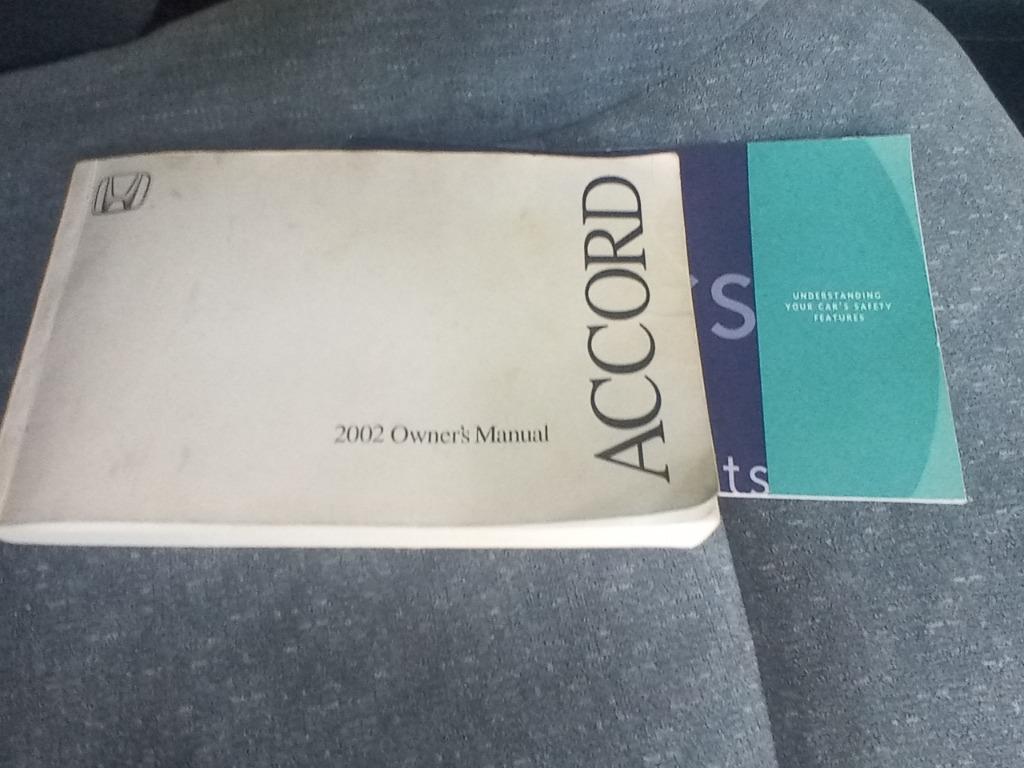 2002 Owner's Manual
ACCORD
's
ts
UNDERSTANDING
YOUR CAR'S SAFETY
FEATURES